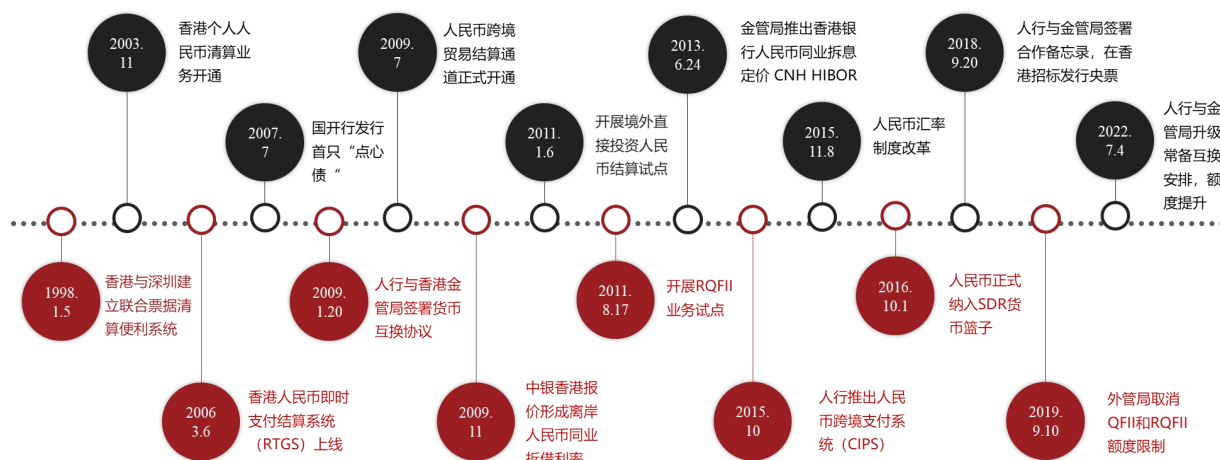 2003.
11
香港个人人
民币清算业
务开通
2007.
7
国开行发行
首只“点心
债“
2009.
7
人民币跨境
贸易结算通
道正式开通
2011.
1.6
开展境外直
接投资人民
币结算试点
2013.
6.24
金管局推出香港银
行人民币同业拆息
定价 CNH HIBOR
2015.
11.8
人民币汇率
制度改革
2018.
9.20
人行与金管局签署
合作备忘录，在香
港招标发行央票
2022.
7.4
人行与金
管局升级
常备互换
安排，额
度提升
1998.
1.5
香港与深圳建
立联合票据清
算便利系统
2006
3.6
香港人民币即时
支付结算系统
（RTGS）上线
2009.
1.20
人行与香港金
管局签署货币
互换协议
2009.
11
中银香港报
价形成离岸
人民币同业
拆借利率
2011.
8.17
开展RQFII
业务试点
2015.
10
人行推出人民
币跨境支付系
统（CIPS）
2016.
10.1
人民币正式
纳入SDR货
币篮子
2019.
9.10
外管局取消
QFII和RQFII
额度限制